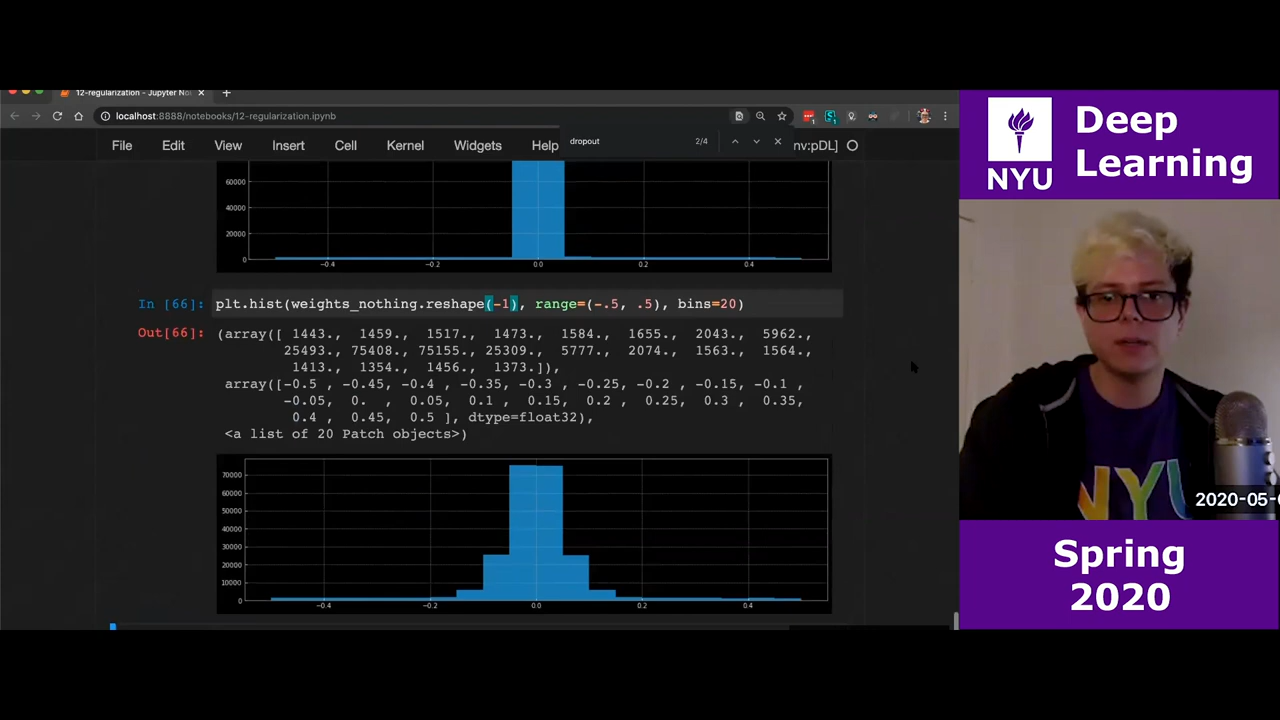 12-regularization - Jupyter No
localhost:8888/notebooks/12-regularization.ipynb
File Edit View Insert Cell Kernel Widgets Help
dropout 2/4
nv:pDL]
60000
40000
20000
0
−0.4 −0.2 0.0 0.2 0.4
In [66]: plt.hist(weights_nothing.reshape(-1), range=(-.5, .5), bins=20)
Out[66]: (array([ 1443., 1459., 1517., 1473., 1584., 1655., 2043., 5962.,
25493., 75408., 75155., 25309., 5777., 2074., 1563., 1564.,
1413., 1354., 1456., 1373.]),
array([-0.5 , -0.45, -0.4 , -0.35, -0.3 , -0.25, -0.2 , -0.15, -0.1 ,
-0.05, 0. , 0.05, 0.1 , 0.15, 0.2 , 0.25, 0.3 , 0.35,
0.4 , 0.45, 0.5 ], dtype=float32),
<a list of 20 Patch objects>)
70000
60000
50000
40000
30000
20000
10000
0
−0.4 −0.2 0.0 0.2 0.4
NYU
Deep
Learning
NYU
2020-05-
Spring
2020